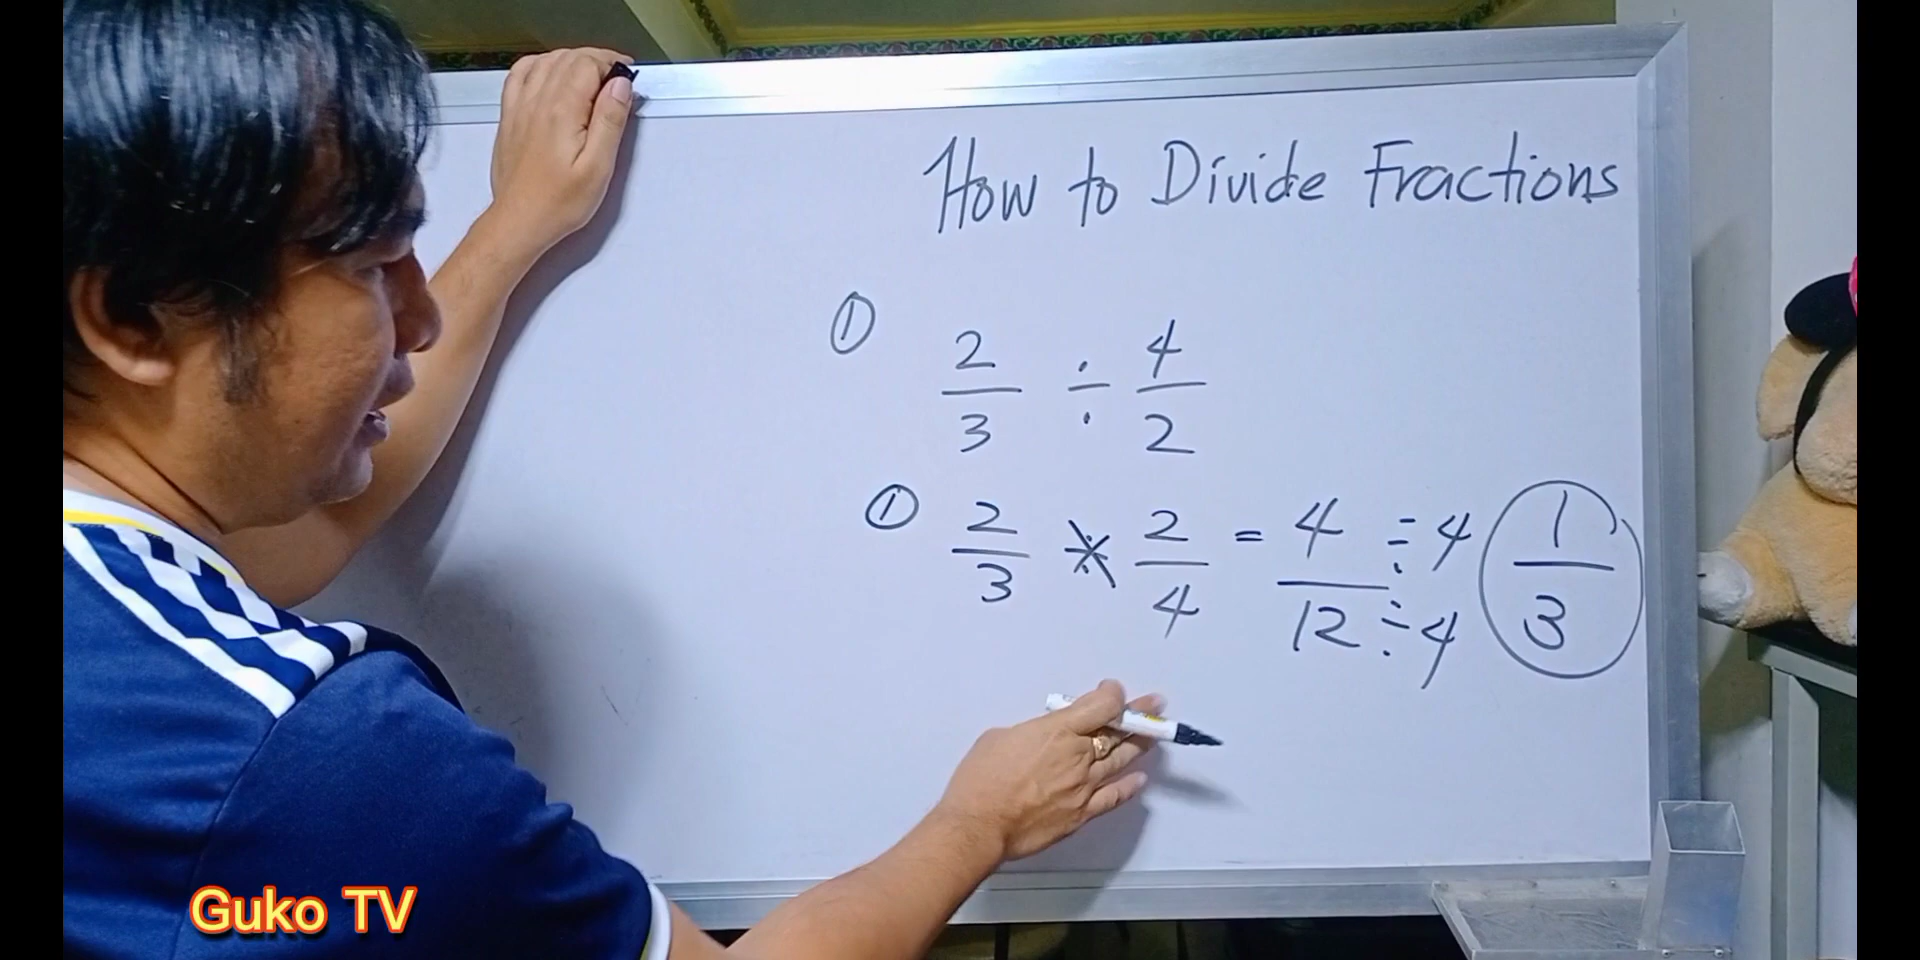 How to Divide Fractions
① 2/3 ÷ 4/2
① 2/3 × 2/4 = 4/12 ÷4/÷4 1/3
Guko TV